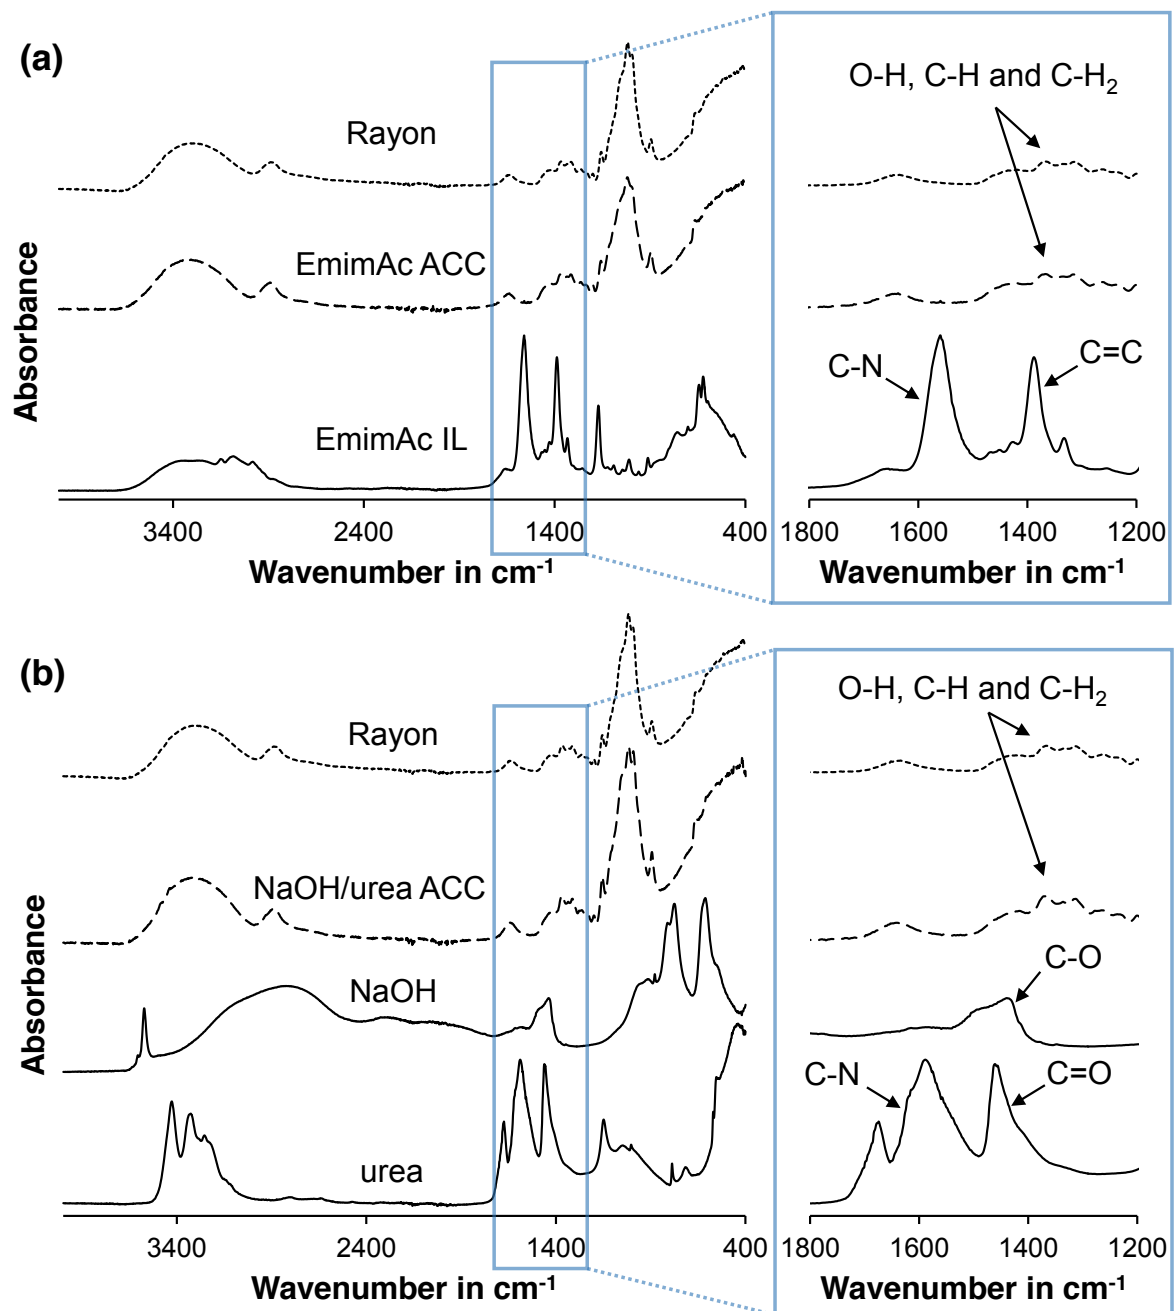 (a)
O-H, C-H and C-H2
Rayon
EmimAc ACC
C-N
C=C
EmimAc IL
Absorbance
3400 2400 1400 400
1800 1600 1400 1200
Wavenumber in cm-1
Wavenumber in cm-1
(b)
O-H, C-H and C-H2
Rayon
NaOH/urea ACC
C-O
NaOH
C-N
C=O
urea
Absorbance
3400 2400 1400 400
1800 1600 1400 1200
Wavenumber in cm-1
Wavenumber in cm-1